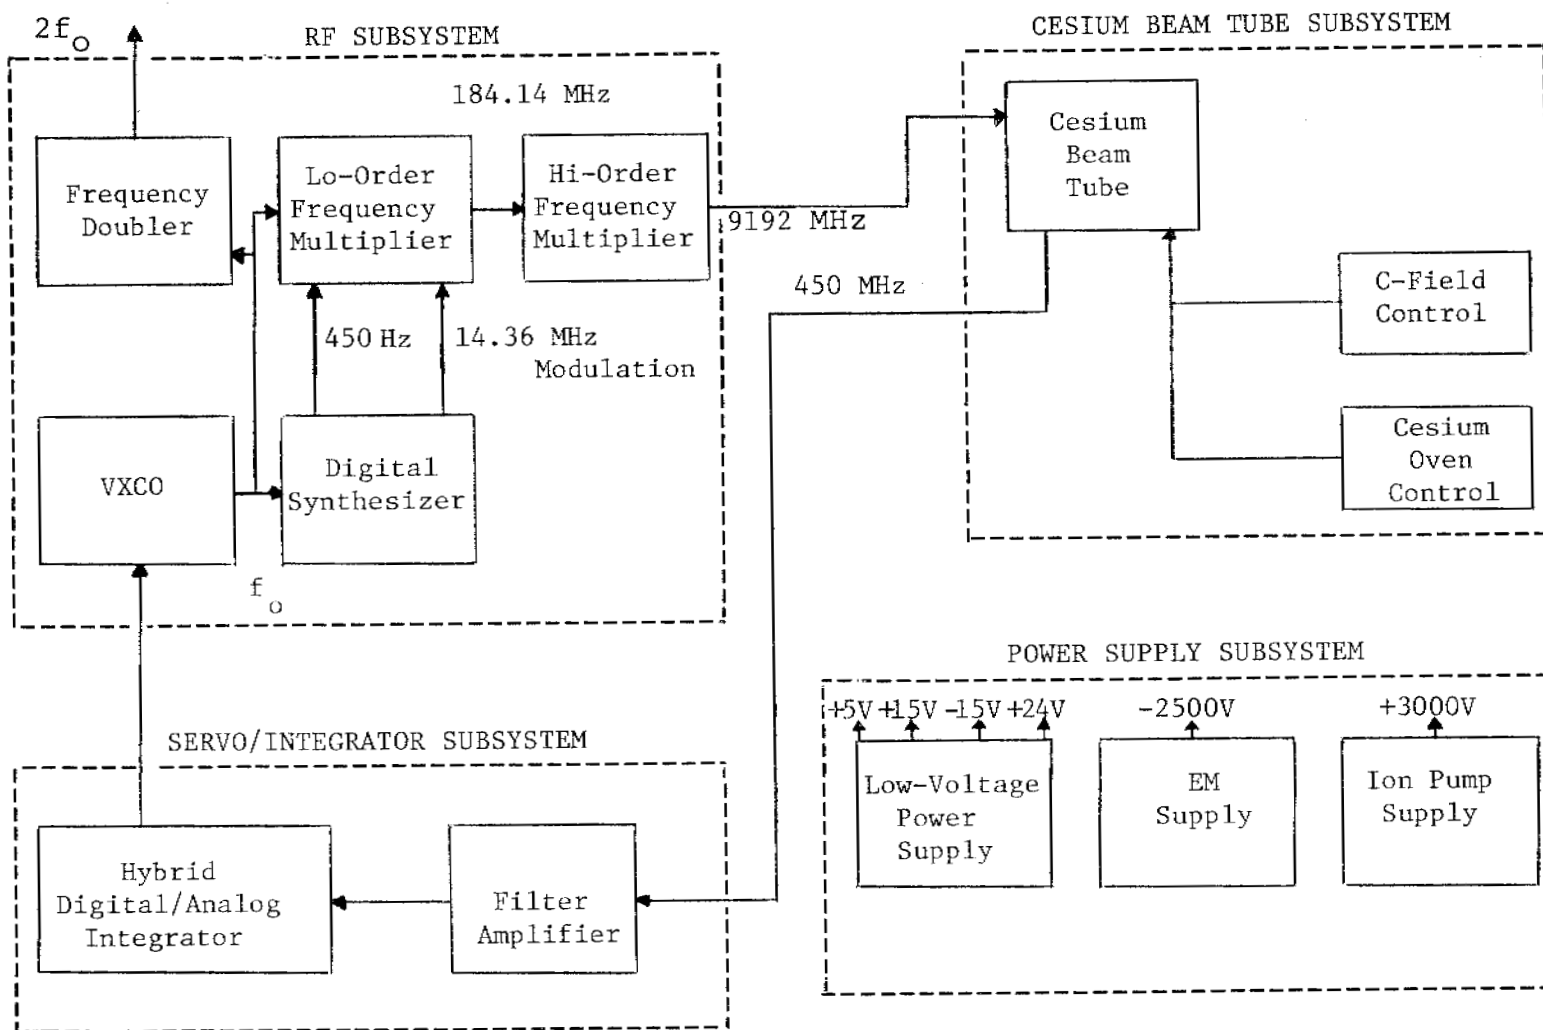 2f₀
RF SUBSYSTEM
184.14 MHz
Frequency
Doubler
Lo-Order
Frequency
Multiplier
Hi-Order
Frequency
Multiplier
9192 MHz
450 MHz
450 Hz
14.36 MHz
Modulation
VXCO
Digital
Synthesizer
f₀
CESIUM BEAM TUBE SUBSYSTEM
Cesium
Beam
Tube
C-Field
Control
Cesium
Oven
Control
SERVO/INTEGRATOR SUBSYSTEM
Hybrid
Digital/Analog
Integrator
Filter
Amplifier
POWER SUPPLY SUBSYSTEM
+5V +15V -15V +24V
Low-Voltage
Power
Supply
-2500V
EM
Supply
+3000V
Ion Pump
Supply